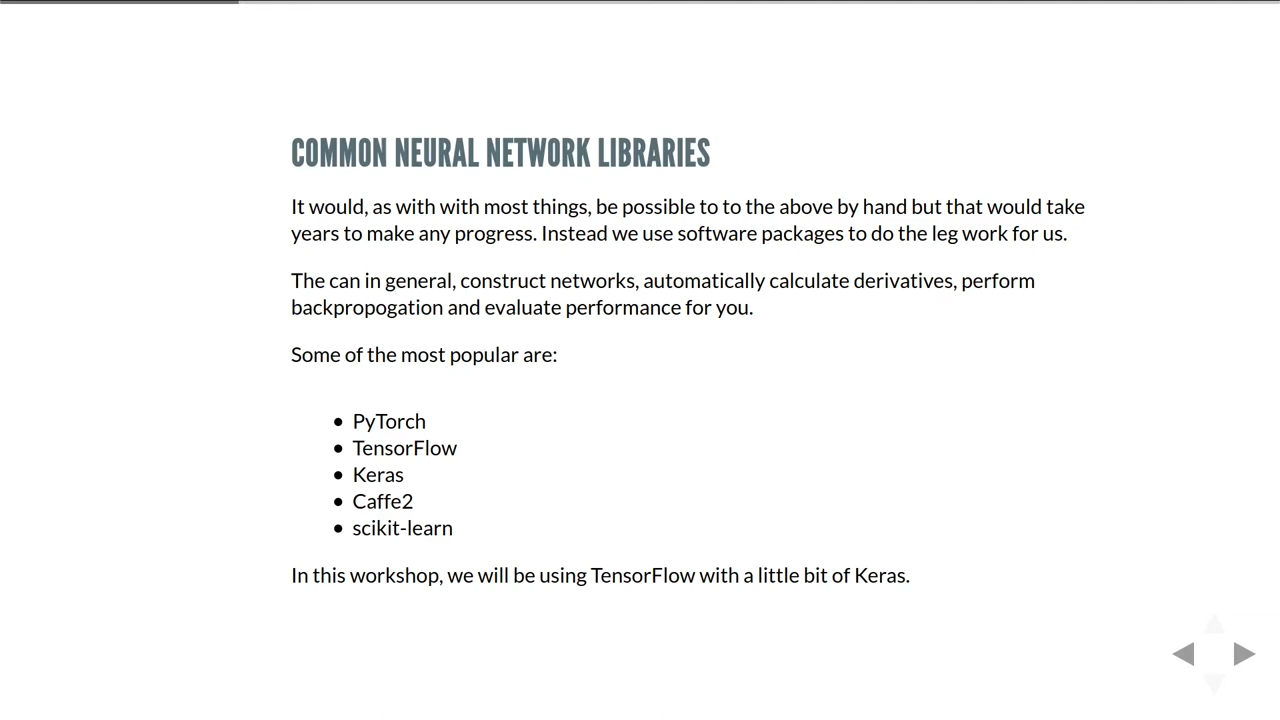 COMMON NEURAL NETWORK LIBRARIES
It would, as with with most things, be possible to to the above by hand but that would take
years to make any progress. Instead we use software packages to do the leg work for us.
The can in general, construct networks, automatically calculate derivatives, perform
backpropogation and evaluate performance for you.
Some of the most popular are:
• PyTorch
• TensorFlow
• Keras
• Caffe2
• scikit-learn
In this workshop, we will be using TensorFlow with a little bit of Keras.